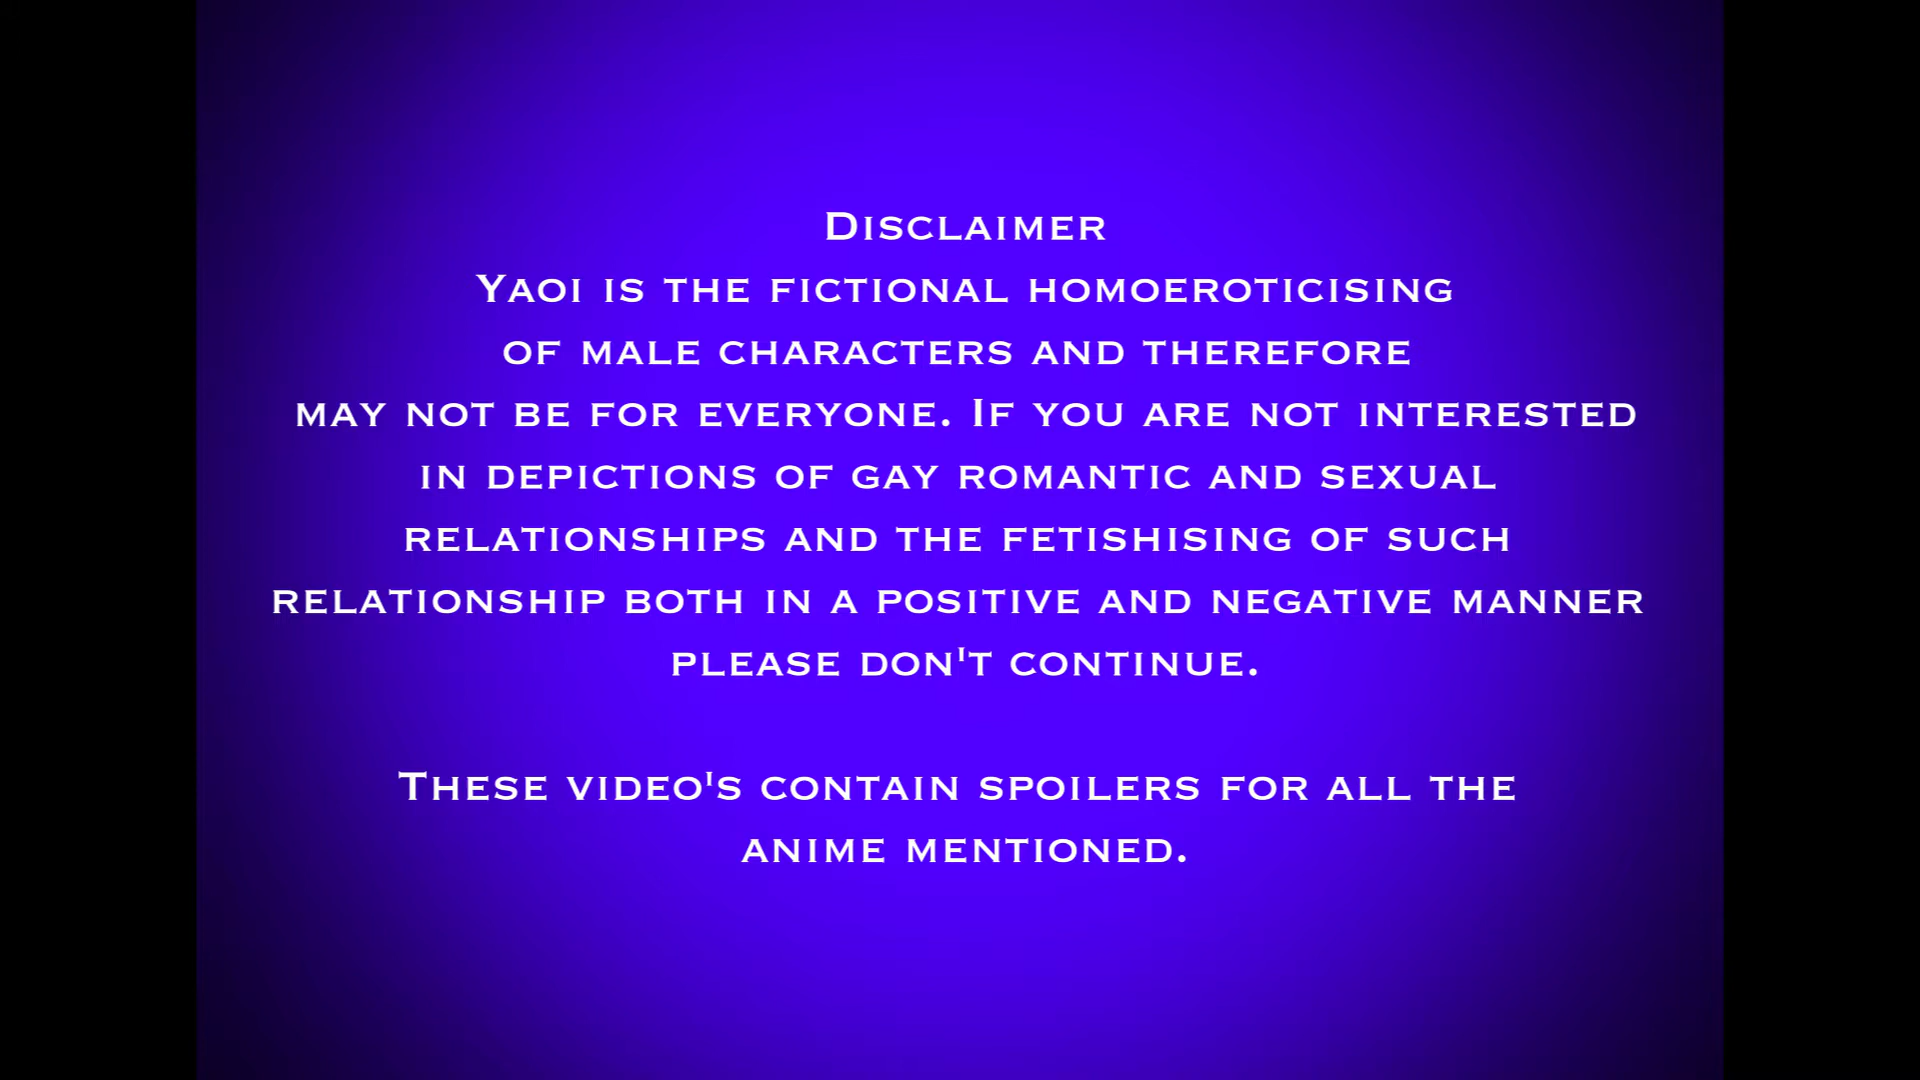 Disclaimer
Yaoi is the fictional homoeroticising
of male characters and therefore
may not be for everyone. If you are not interested
in depictions of gay romantic and sexual
relationships and the fetishising of such
relationship both in a positive and negative manner
please don't continue.
These video's contain spoilers for all the
anime mentioned.